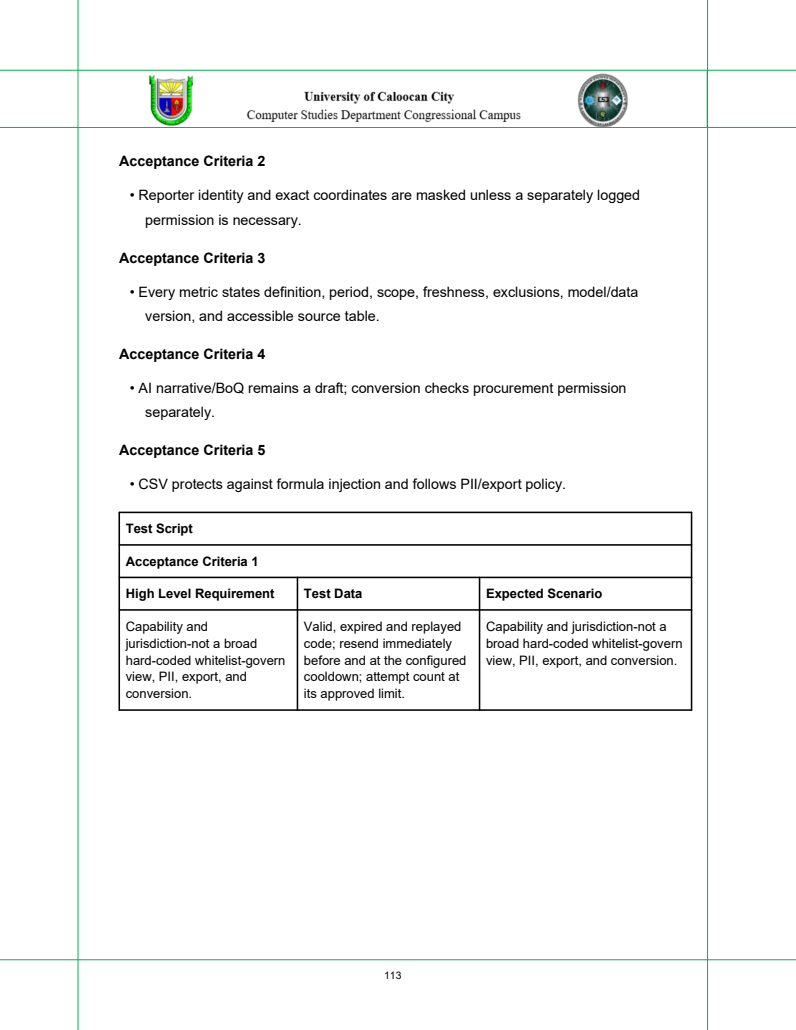 University of Caloocan City
Computer Studies Department Congressional Campus
Acceptance Criteria 2
• Reporter identity and exact coordinates are masked unless a separately logged
permission is necessary.
Acceptance Criteria 3
• Every metric states definition, period, scope, freshness, exclusions, model/data
version, and accessible source table.
Acceptance Criteria 4
• AI narrative/BoQ remains a draft; conversion checks procurement permission
separately.
Acceptance Criteria 5
• CSV protects against formula injection and follows PII/export policy.
Test Script
Acceptance Criteria 1
High Level Requirement
Test Data
Expected Scenario
Capability and
jurisdiction-not a broad
hard-coded whitelist-govern
view, PII, export, and
conversion.
Valid, expired and replayed
code; resend immediately
before and at the configured
cooldown; attempt count at
its approved limit.
Capability and jurisdiction-not a
broad hard-coded whitelist-govern
view, PII, export, and conversion.
113